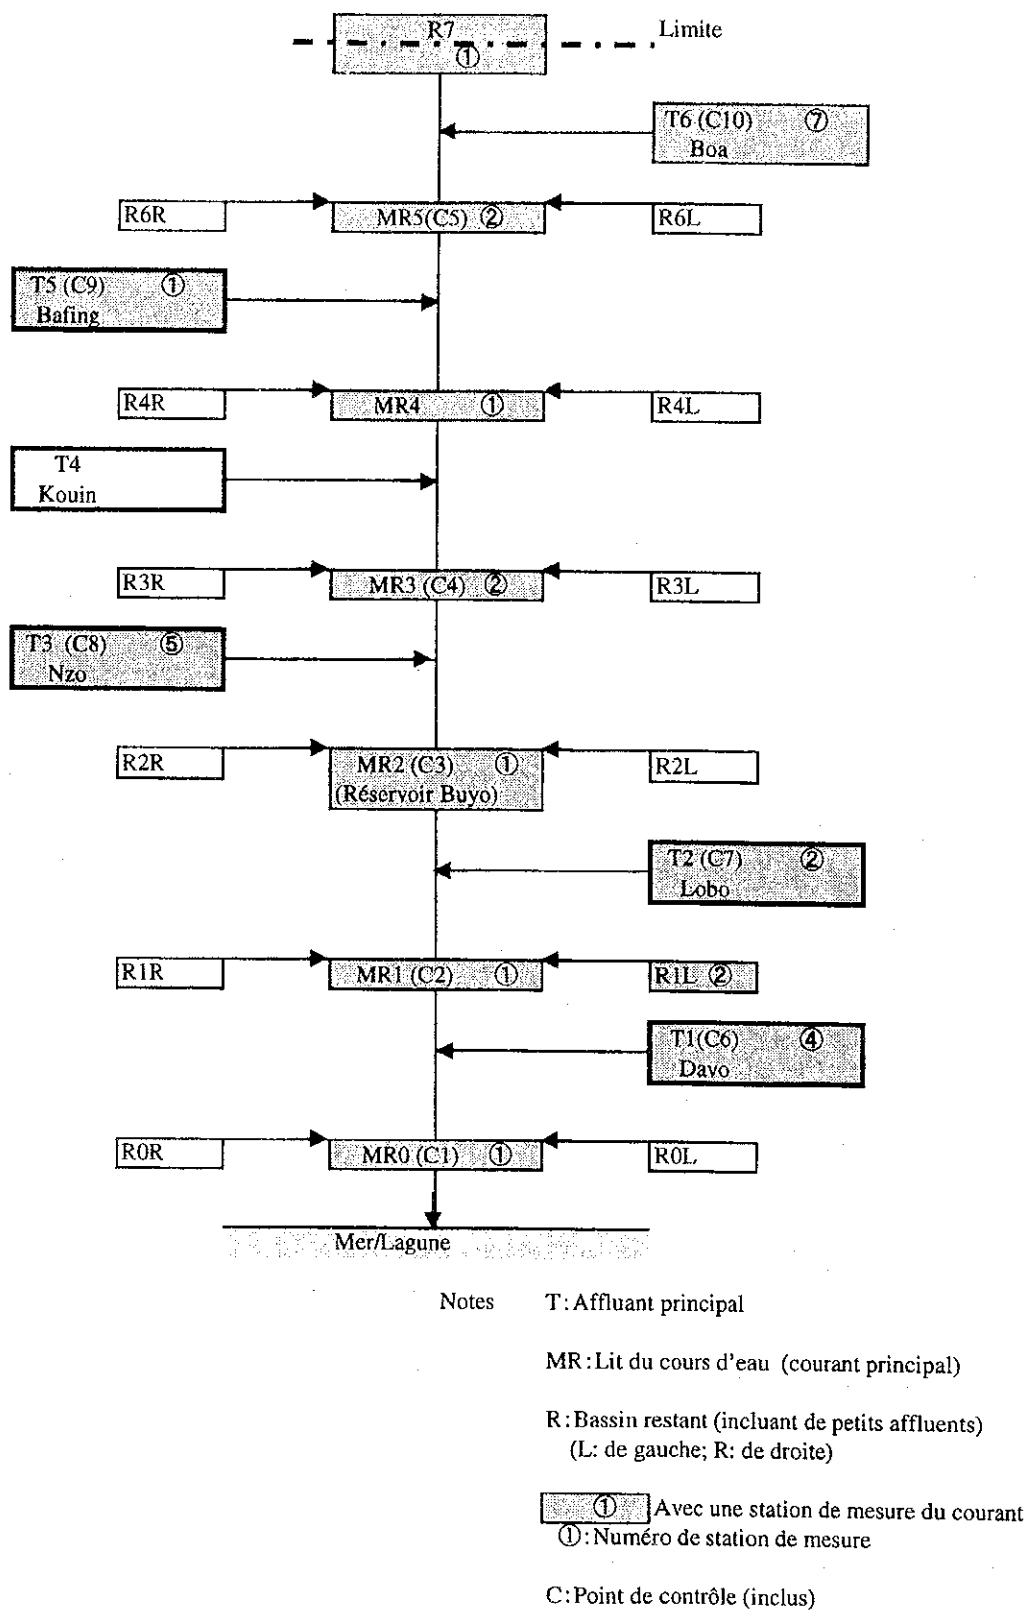 R7
Limite
①
T6 (C10) ⑦
Boa
R6R
MR5(C5) ②
R6L
T5 (C9) ①
Bafing
R4R
MR4 ①
R4L
T4
Kouin
R3R
MR3 (C4) ②
R3L
T3 (C8) ⑤
Nzo
R2R
MR2 (C3) ①
(Réservoir Buyo)
R2L
T2 (C7) ②
Lobo
R1R
MR1 (C2) ①
R1L ②
T1(C6) ④
Davo
R0R
MR0 (C1) ①
R0L
Mer/Lagune
Notes T: Affluant principal
MR: Lit du cours d'eau (courant principal)
R: Bassin restant (incluant de petits affluents)
(L: de gauche; R: de droite)
① Avec une station de mesure du courant
①: Numéro de station de mesure
C: Point de contrôle (inclus)